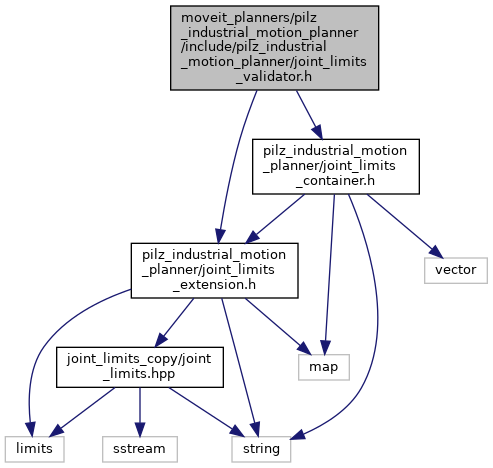 moveit_planners/pilz
_industrial_motion_planner
/include/pilz_industrial
_motion_planner/joint_limits
_validator.h
pilz_industrial_motion
_planner/joint_limits
_container.h
pilz_industrial_motion
_planner/joint_limits
_extension.h
vector
joint_limits_copy/joint
_limits.hpp
map
limits
sstream
string